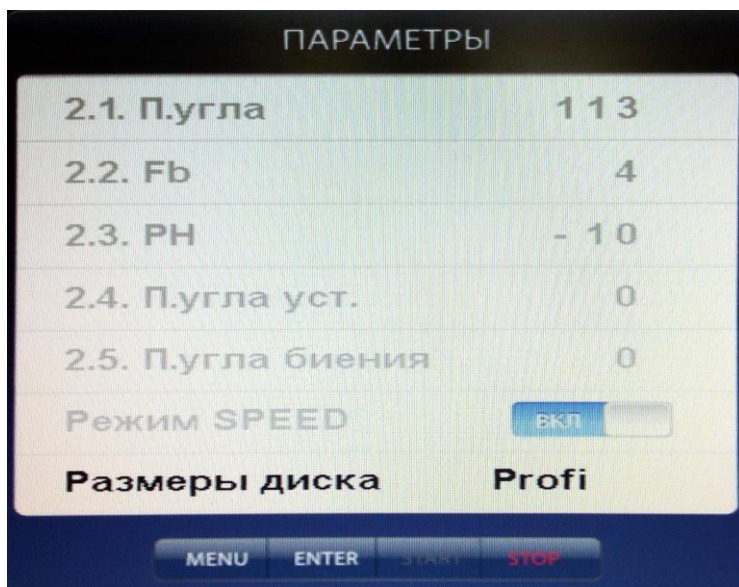 ПАРАМЕТРЫ
2.1. П.угла 113
2.2. Fb 4
2.3. PH - 10
2.4. П.угла уст. 0
2.5. П.угла биения 0
Режим SPEED ВКЛ
Размеры диска Profi
MENU ENTER START STOP